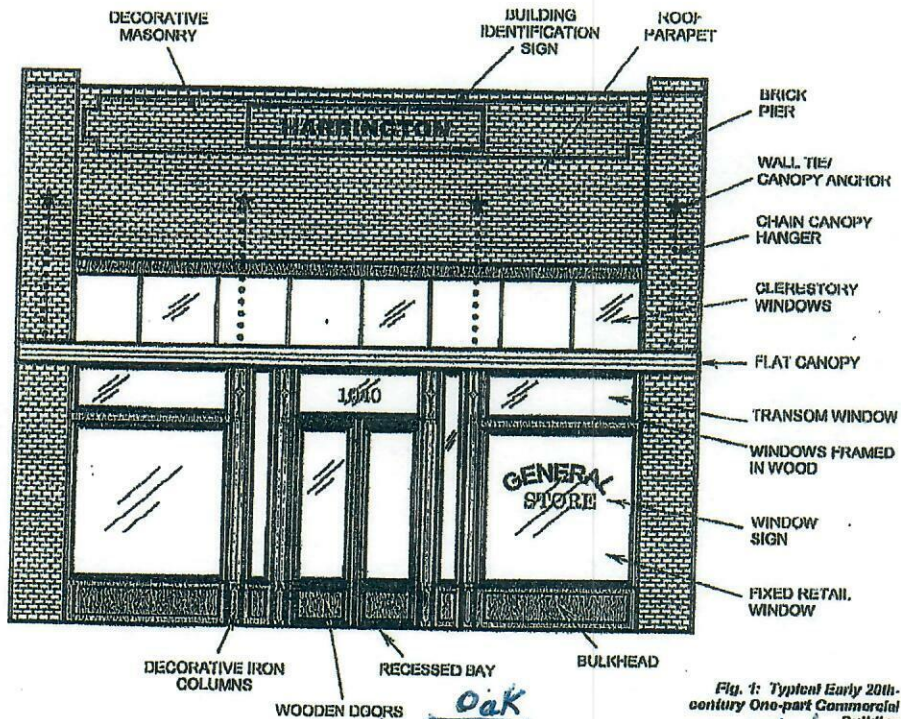 DECORATIVE
MASONRY
BUILDING
IDENTIFICATION
SIGN
ROOF
PARAPET
HARRINGTON
BRICK
PIER
WALL TIE/
CANOPY ANCHOR
CHAIN CANOPY
HANGER
CLERESTORY
WINDOWS
FLAT CANOPY
1040
TRANSOM WINDOW
WINDOWS FRAMED
IN WOOD
GENERAL
STORE
WINDOW
SIGN
FIXED RETAIL
WINDOW
DECORATIVE IRON
COLUMNS
WOODEN DOORS
RECESSED BAY
BULKHEAD
Oak
Fig. 1: Typical Early 20th-
century One-part Commercial
Building